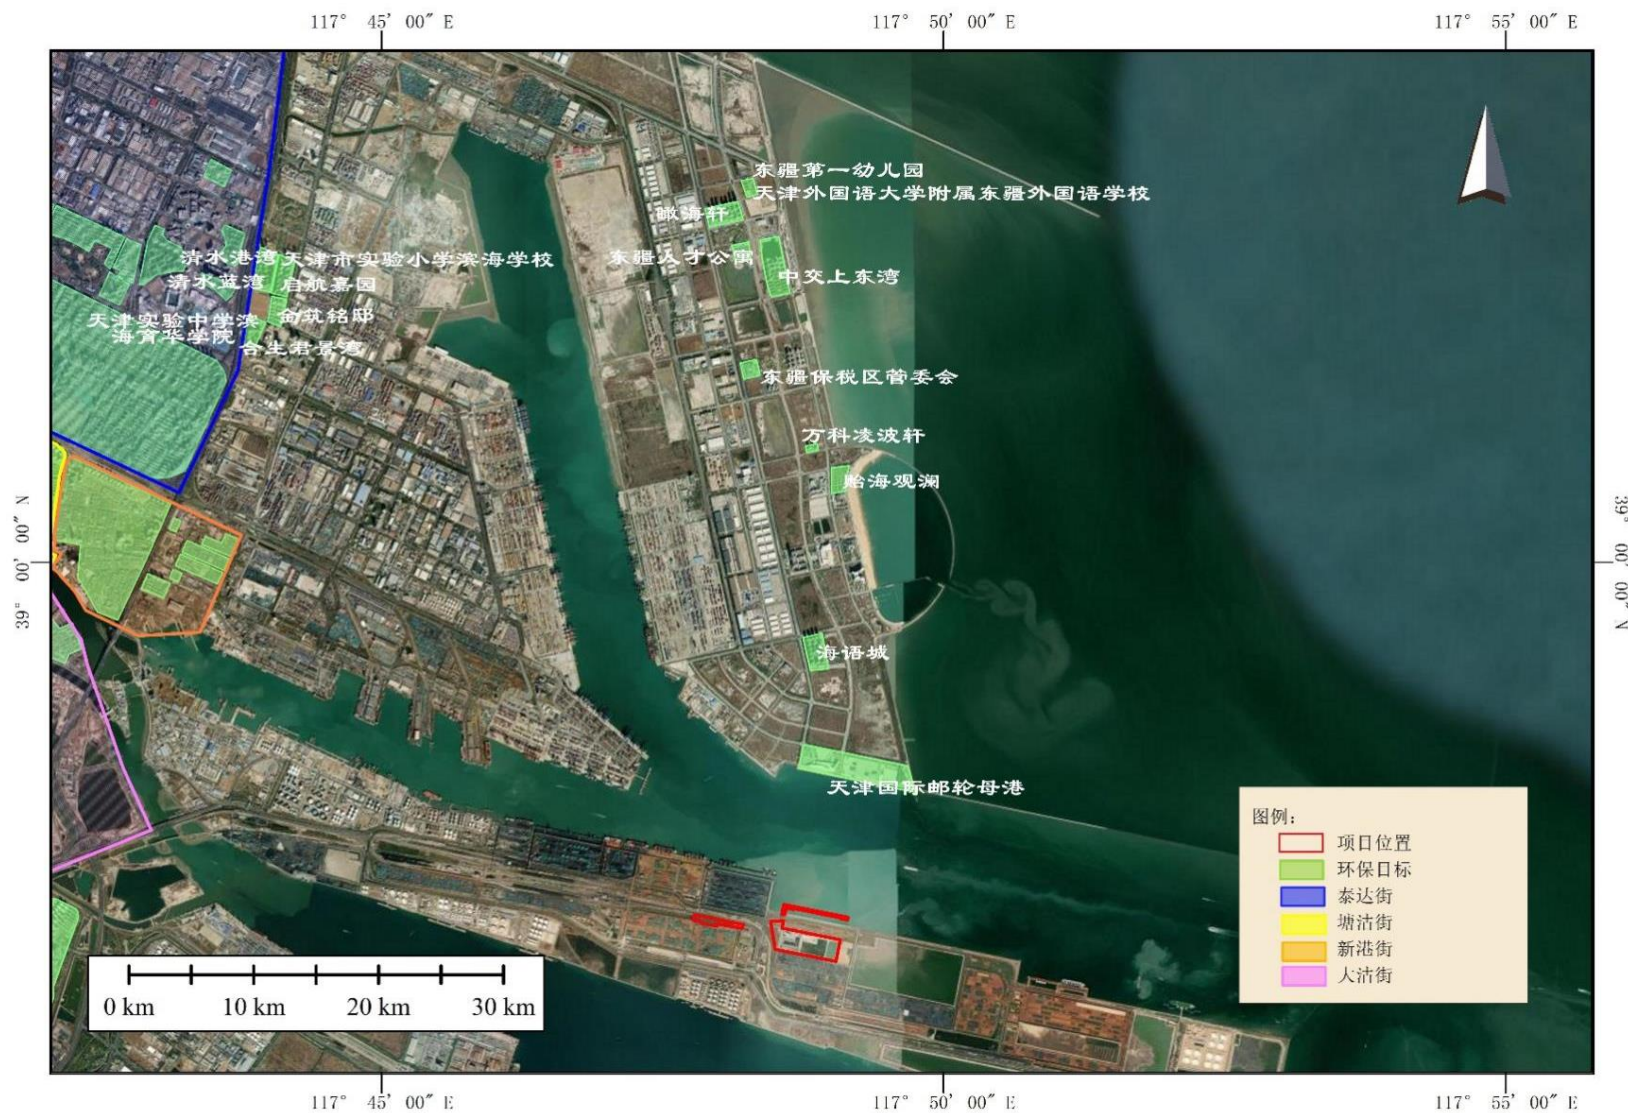 117° 45′ 00″ E
117° 50′ 00″ E
117° 55′ 00″ E
东疆第一幼儿园
天津外国语大学附属东疆外国语学校
瞰海轩
清水港湾
天津市实验小学滨海学校
东疆人才公寓
中交上东湾
清水蓝湾
启航嘉园
天津实验中学滨
海育华学院
金筑铭邸
合生君景湾
东疆保税区管委会
万科凌波轩
贻海观澜
39° 00′ 00″ N
39° 00′ 00″ N
海语城
天津国际邮轮母港
图例：
项目位置
环保目标
泰达街
塘沽街
新港街
大沽街
0 km 10 km 20 km 30 km
117° 45′ 00″ E
117° 50′ 00″ E
117° 55′ 00″ E